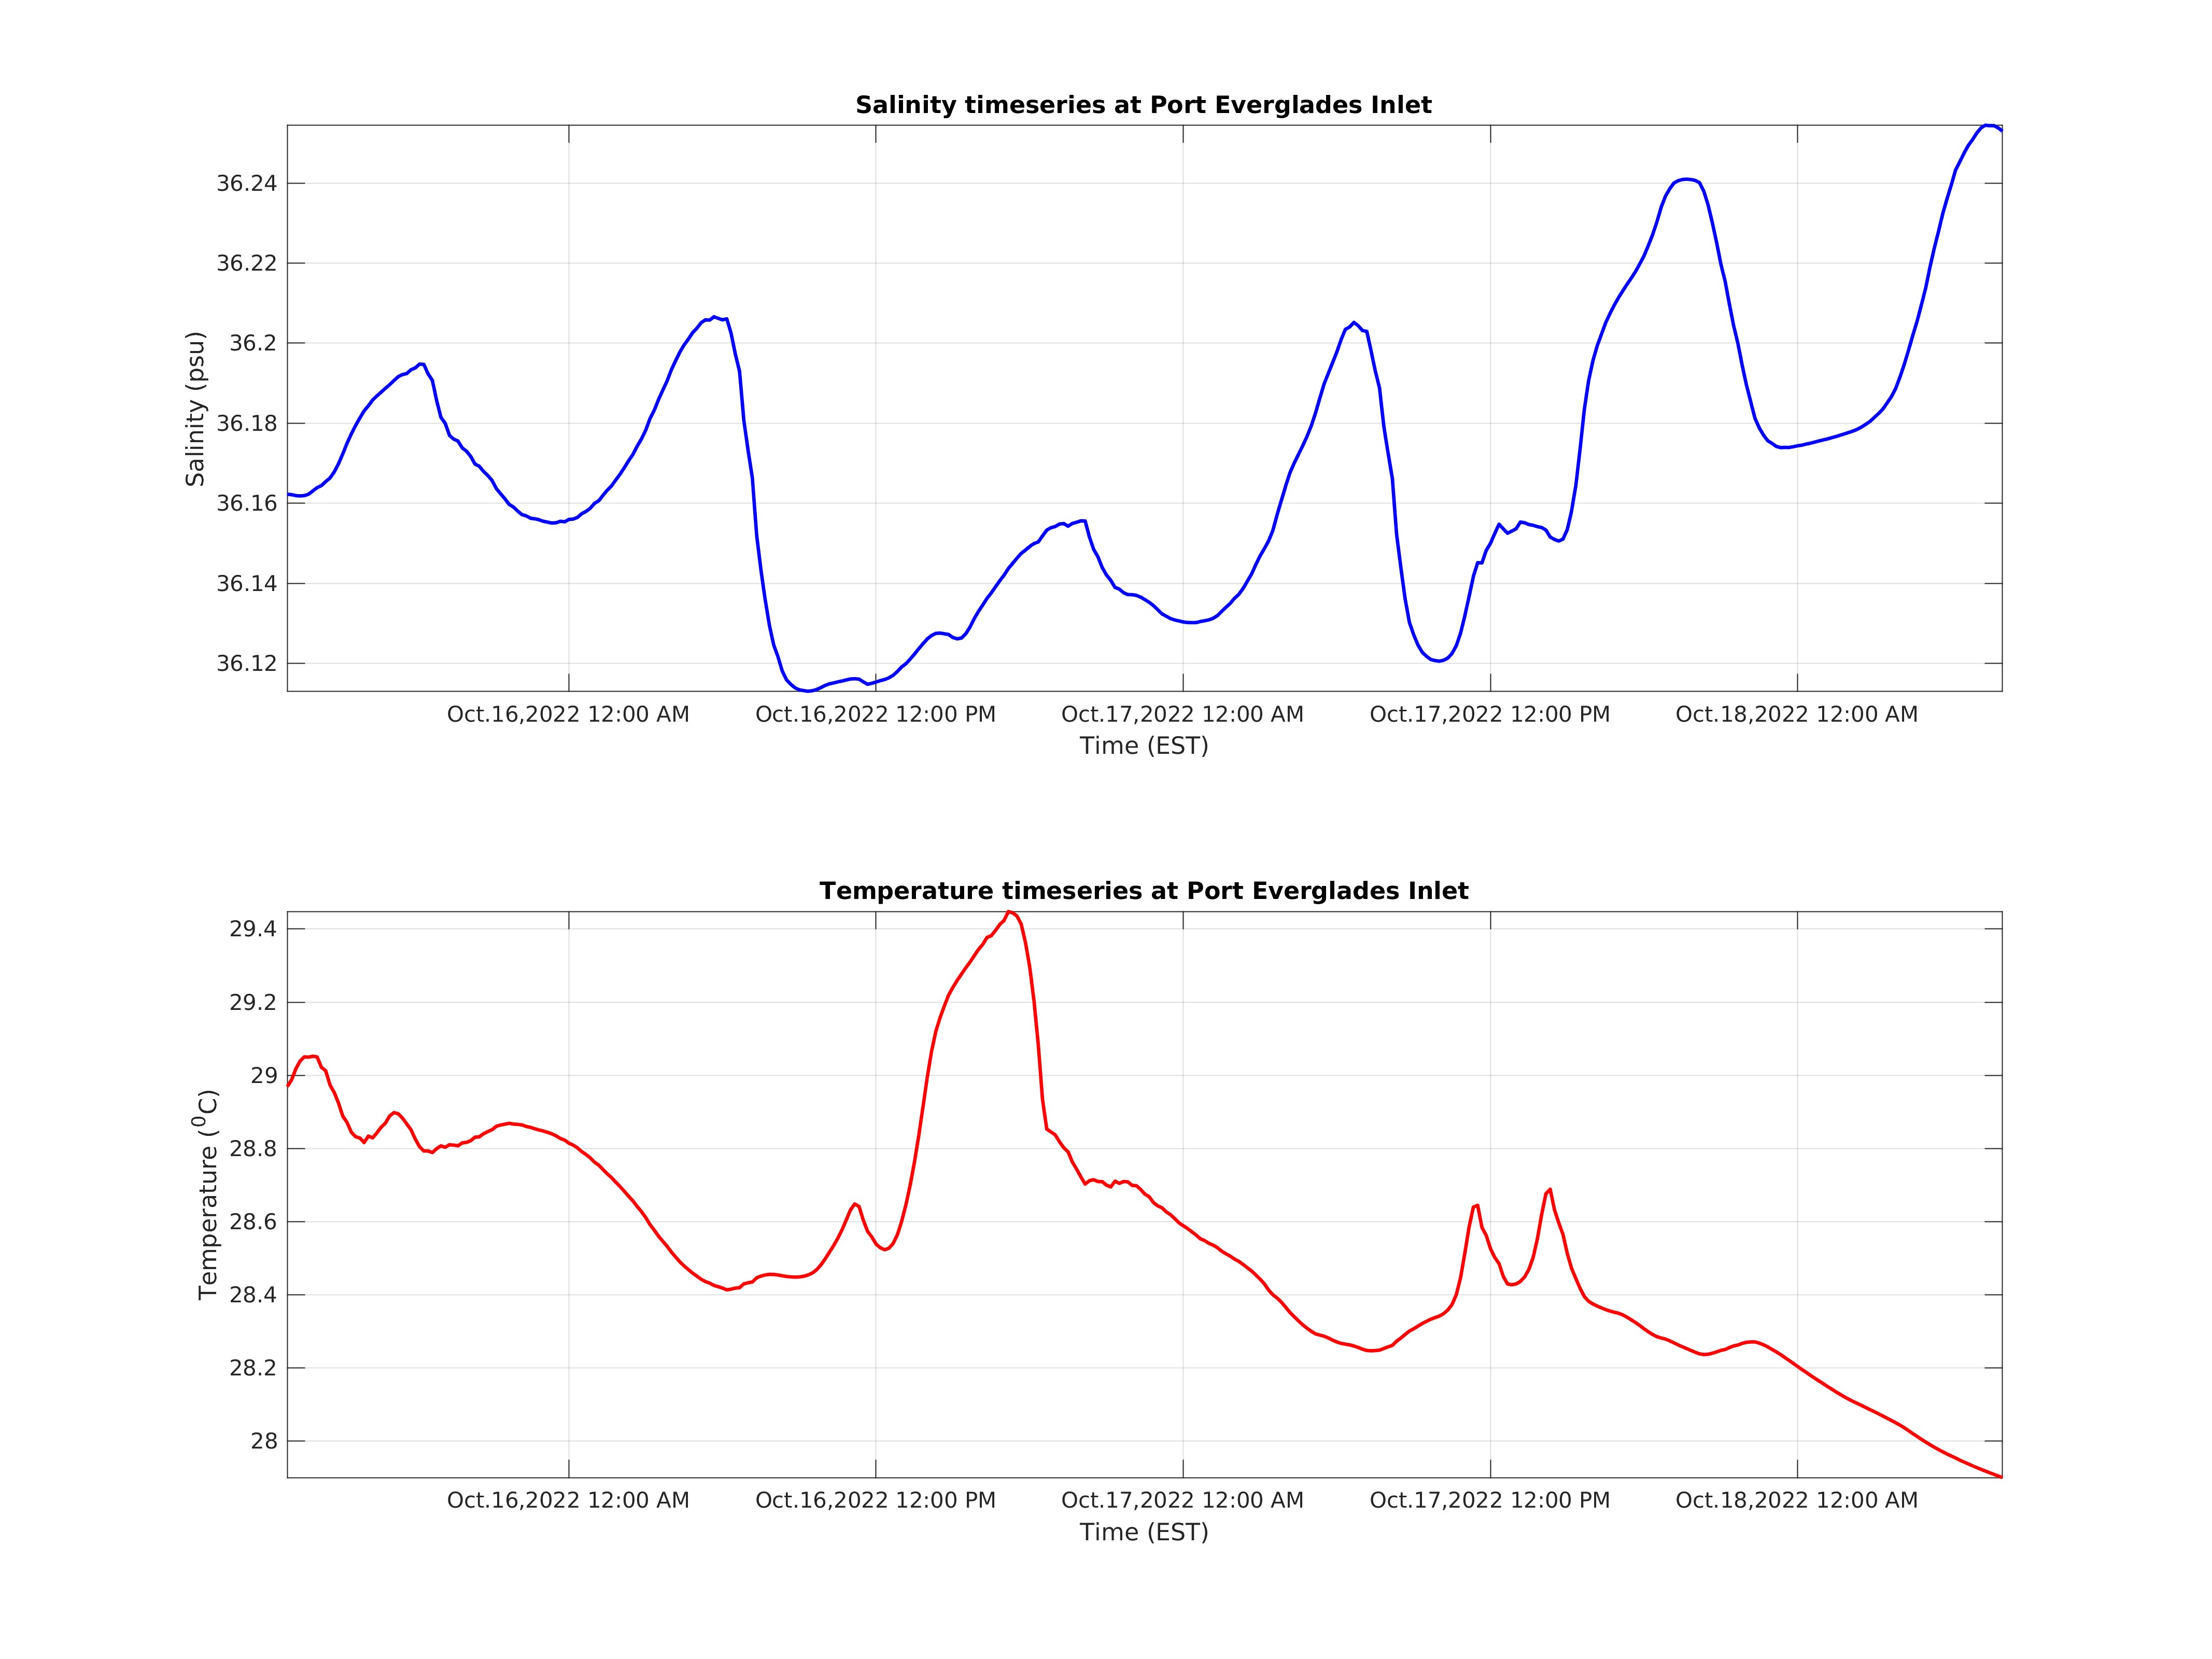 Salinity timeseries at Port Everglades Inlet
36.24
36.22
36.2
36.18
36.16
36.14
36.12
Salinity (psu)
Oct.16,2022 12:00 AM
Oct.16,2022 12:00 PM
Oct.17,2022 12:00 AM
Oct.17,2022 12:00 PM
Oct.18,2022 12:00 AM
Time (EST)
Temperature timeseries at Port Everglades Inlet
29.4
29.2
29
28.8
28.6
28.4
28.2
28
Temperature (⁰C)
Oct.16,2022 12:00 AM
Oct.16,2022 12:00 PM
Oct.17,2022 12:00 AM
Oct.17,2022 12:00 PM
Oct.18,2022 12:00 AM
Time (EST)